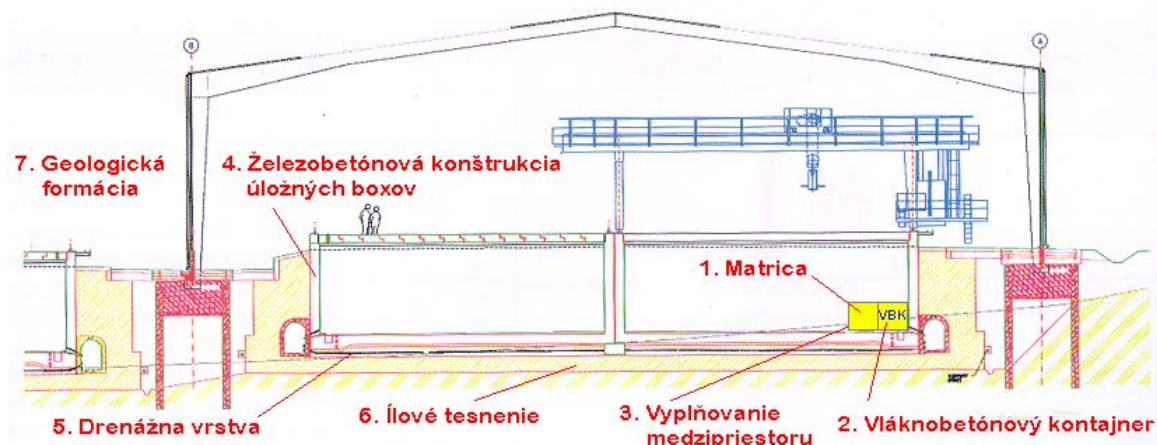 B
A
7. Geologická
formácia
4. Železobetónová konštrukcia
úložných boxov
1. Matrica
VBK
5. Drenážna vrstva
6. Ílové tesnenie
3. Vyplňovanie
medzipriestoru
2. Vláknobetónový kontajner